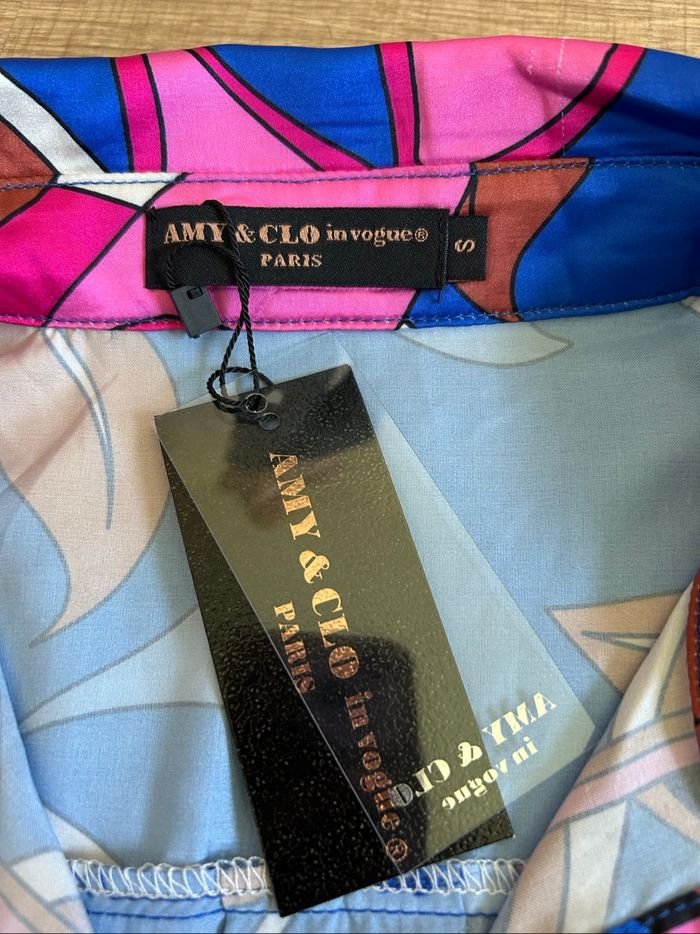 AMY & CLO in vogue®
PARIS
S
AMY & CLO in vogue®
PARIS
AMY & CLO
in vogue